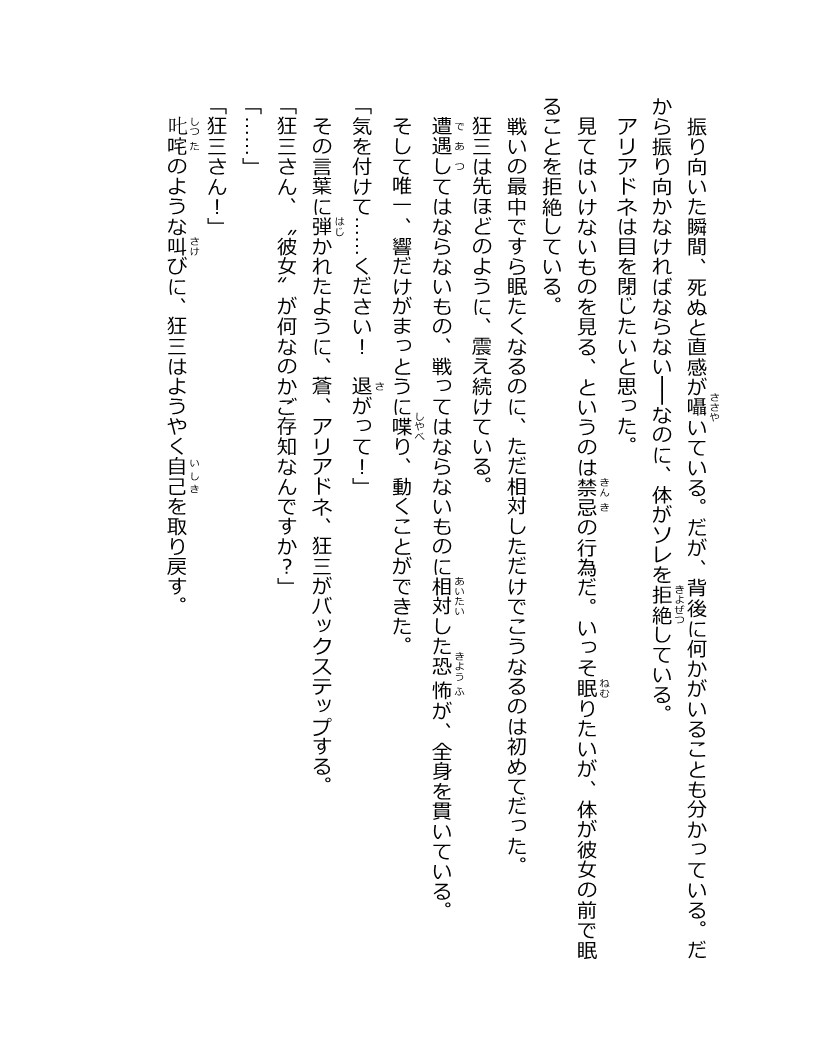 振り向いた瞬間、死ぬと直感が囁いている。だが、背後に何かがいることも分かっている。だ
から振り向かなければならない――なのに、体がソレを拒絶している。
アリアドネは目を閉じたいと思った。
見てはいけないものを見る、というのは禁忌の行為だ。いっそ眠りたいが、体が彼女の前で眠
ることを拒絶している。
戦いの最中ですら眠たくなるのに、ただ相対しただけでこうなるのは初めてだった。
狂三は先ほどのように、震え続けている。
遭遇してはならないもの、戦ってはならないものに相対した恐怖が、全身を貫いている。
そして唯一、響だけがまっとうに喋り、動くことができた。
「気を付けて……ください！　退がって！」
その言葉に弾かれたように、蒼、アリアドネ、狂三がバックステップする。
「狂三さん、〝彼女〟が何なのかご存知なんですか？」
「……」
「狂三さん！」
叱咤のような叫びに、狂三はようやく自己を取り戻す。